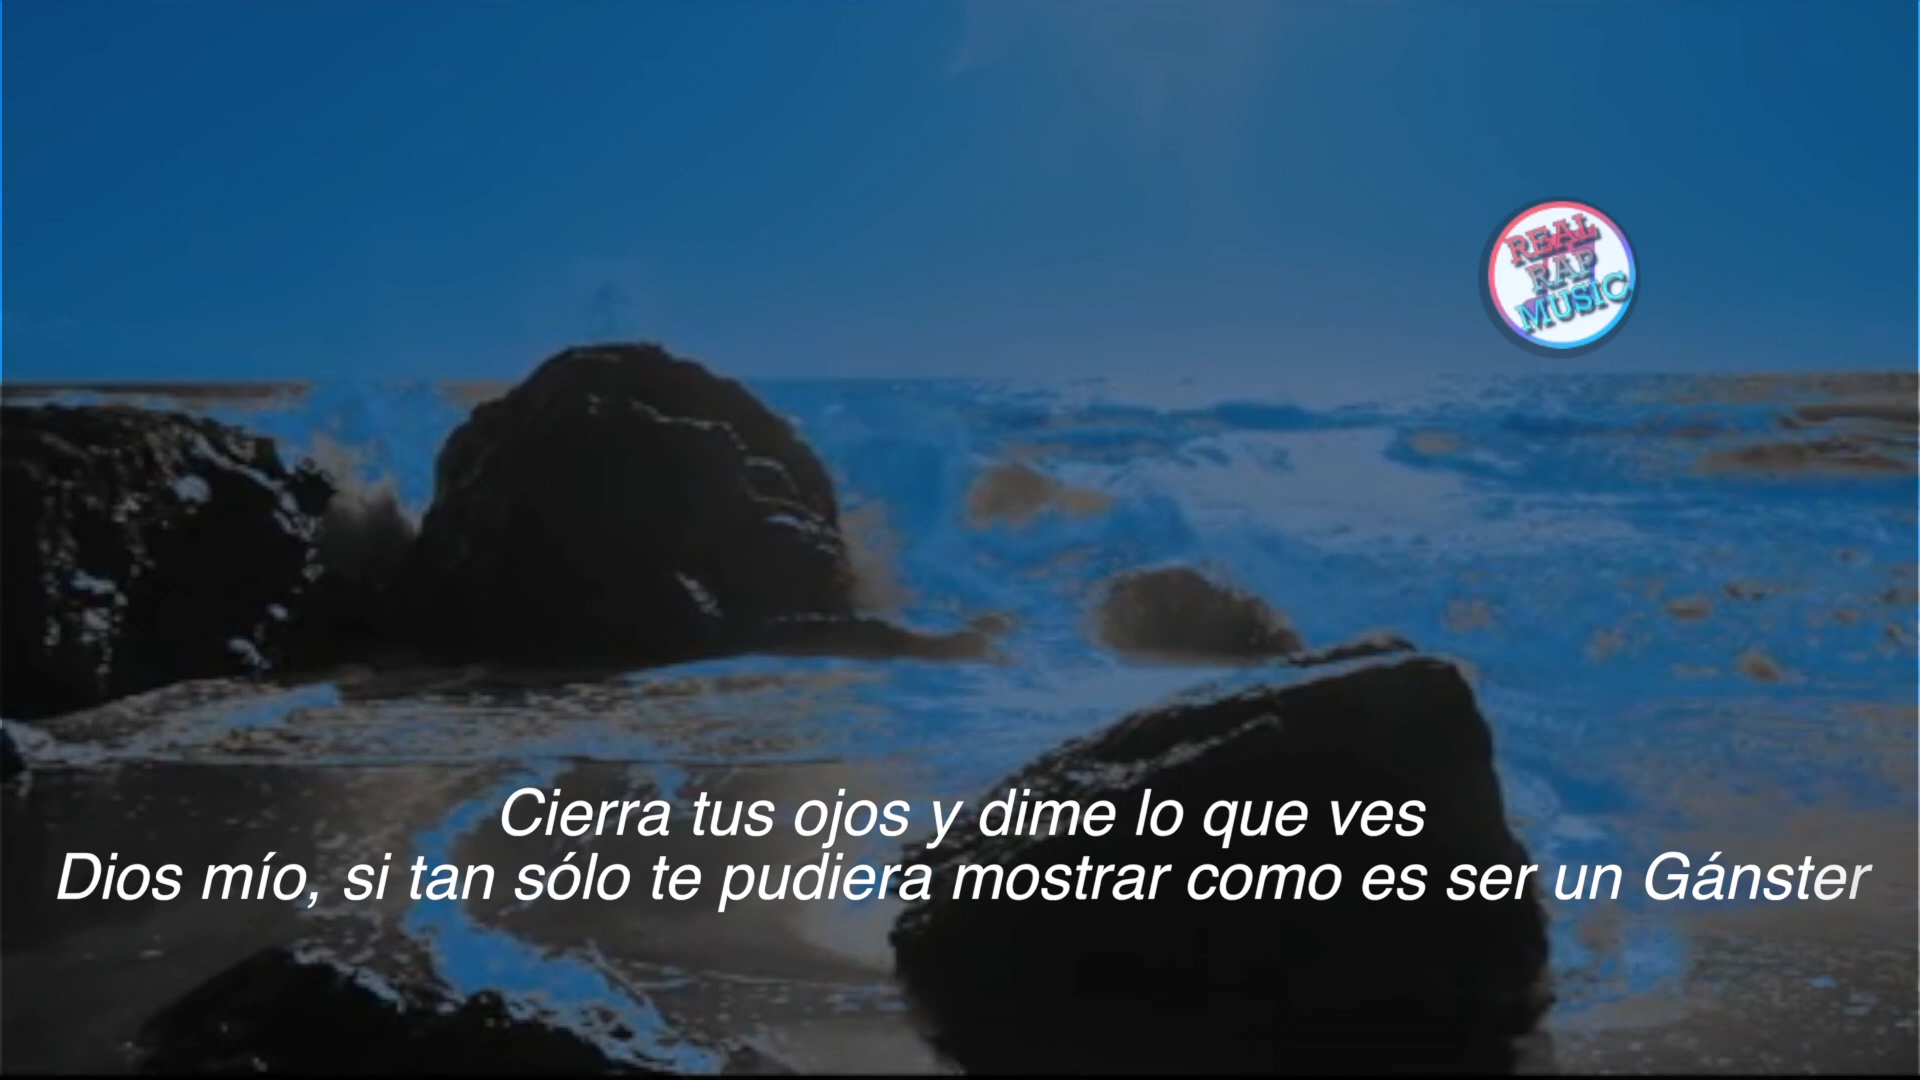 REAL
RAP
MUSIC
Cierra tus ojos y dime lo que ves
Dios mío, si tan sólo te pudiera mostrar como es ser un Gánster